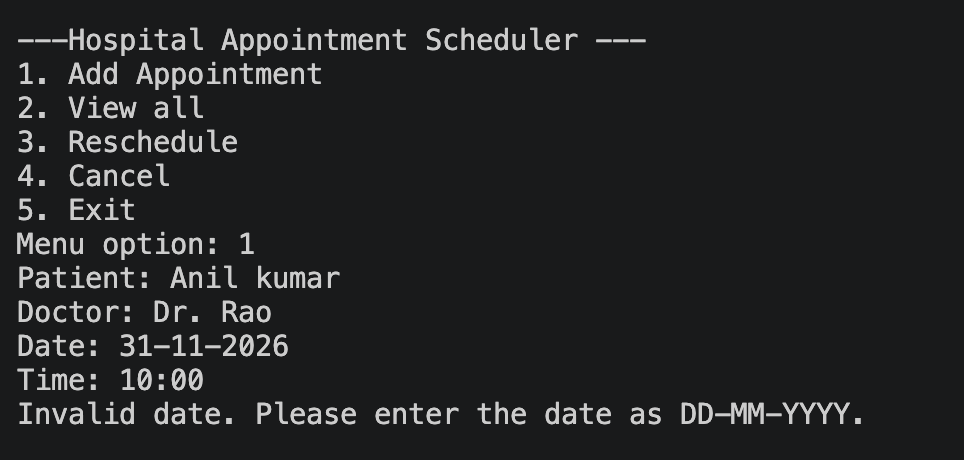 ---Hospital Appointment Scheduler ---
1. Add Appointment
2. View all
3. Reschedule
4. Cancel
5. Exit
Menu option: 1
Patient: Anil kumar
Doctor: Dr. Rao
Date: 31-11-2026
Time: 10:00
Invalid date. Please enter the date as DD-MM-YYYY.